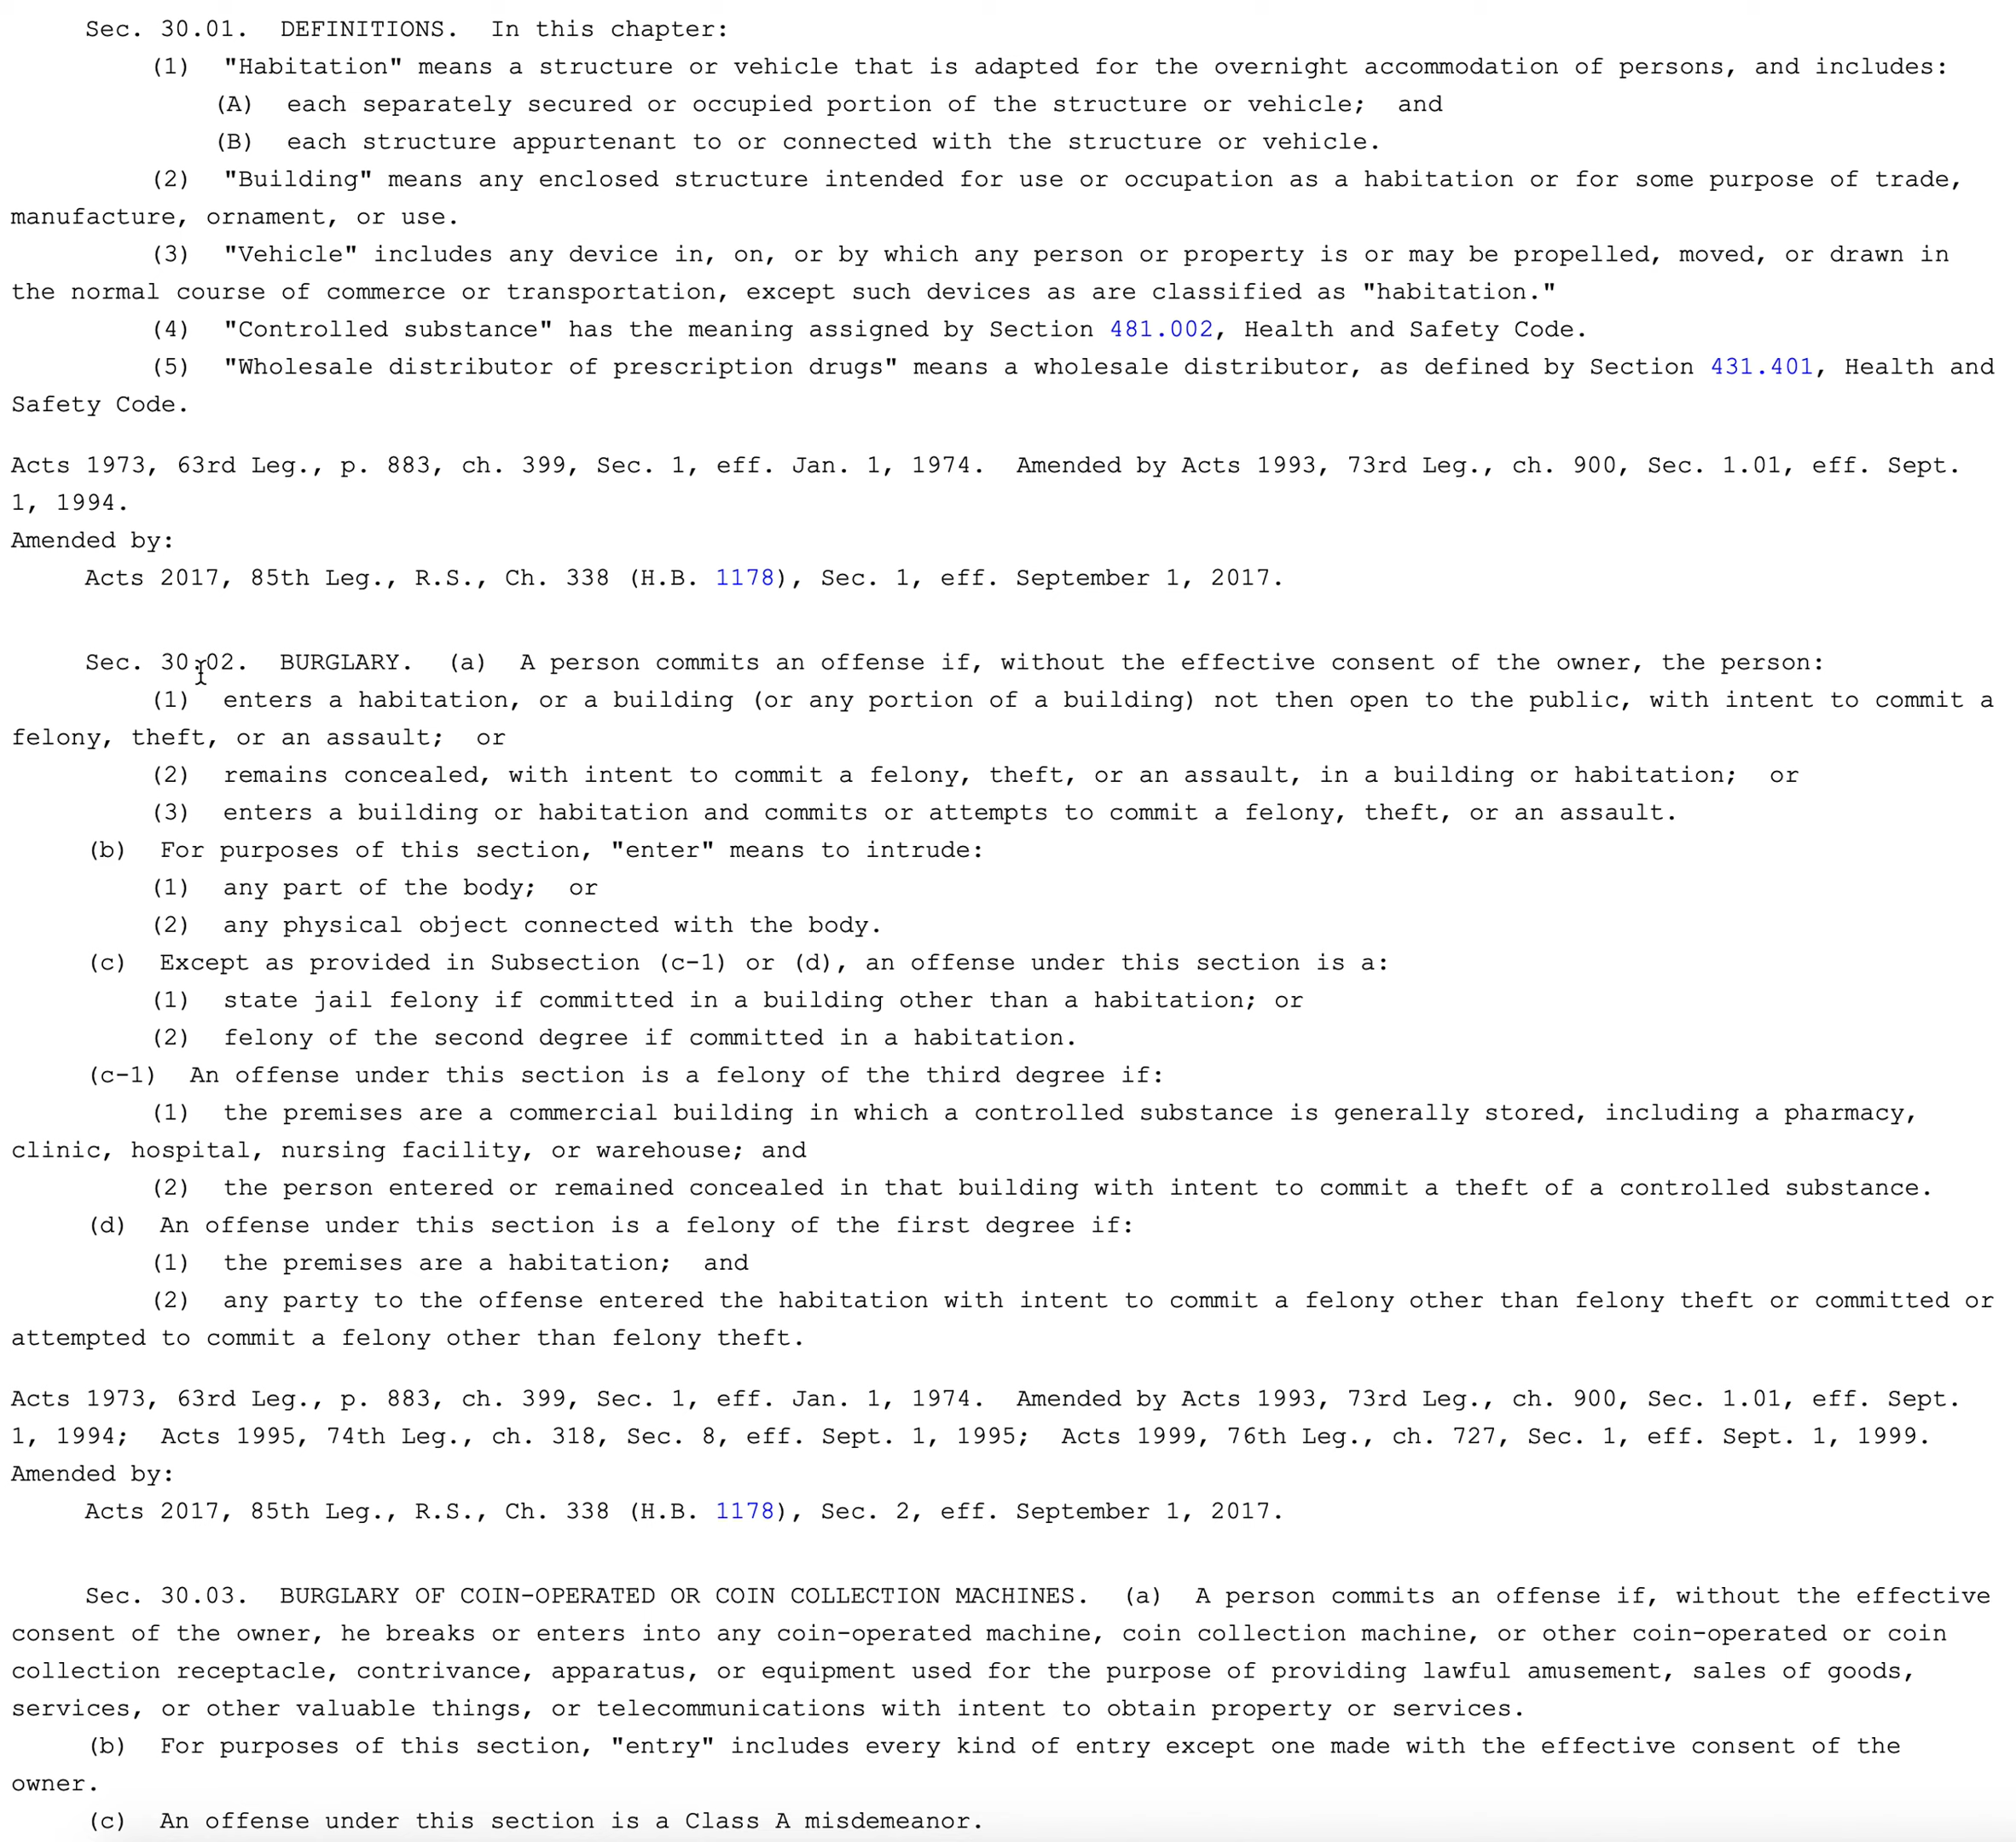 Sec. 30.01.  DEFINITIONS.  In this chapter:
(1)  "Habitation" means a structure or vehicle that is adapted for the overnight accommodation of persons, and includes:
(A)  each separately secured or occupied portion of the structure or vehicle;  and
(B)  each structure appurtenant to or connected with the structure or vehicle.
(2)  "Building" means any enclosed structure intended for use or occupation as a habitation or for some purpose of trade,
manufacture, ornament, or use.
(3)  "Vehicle" includes any device in, on, or by which any person or property is or may be propelled, moved, or drawn in
the normal course of commerce or transportation, except such devices as are classified as "habitation."
(4)  "Controlled substance" has the meaning assigned by Section 481.002, Health and Safety Code.
(5)  "Wholesale distributor of prescription drugs" means a wholesale distributor, as defined by Section 431.401, Health and
Safety Code.
Acts 1973, 63rd Leg., p. 883, ch. 399, Sec. 1, eff. Jan. 1, 1974.  Amended by Acts 1993, 73rd Leg., ch. 900, Sec. 1.01, eff. Sept.
1, 1994.
Amended by:
Acts 2017, 85th Leg., R.S., Ch. 338 (H.B. 1178), Sec. 1, eff. September 1, 2017.
Sec. 30.02.  BURGLARY.  (a)  A person commits an offense if, without the effective consent of the owner, the person:
(1)  enters a habitation, or a building (or any portion of a building) not then open to the public, with intent to commit a
felony, theft, or an assault;  or
(2)  remains concealed, with intent to commit a felony, theft, or an assault, in a building or habitation;  or
(3)  enters a building or habitation and commits or attempts to commit a felony, theft, or an assault.
(b)  For purposes of this section, "enter" means to intrude:
(1)  any part of the body;  or
(2)  any physical object connected with the body.
(c)  Except as provided in Subsection (c-1) or (d), an offense under this section is a:
(1)  state jail felony if committed in a building other than a habitation; or
(2)  felony of the second degree if committed in a habitation.
(c-1)  An offense under this section is a felony of the third degree if:
(1)  the premises are a commercial building in which a controlled substance is generally stored, including a pharmacy,
clinic, hospital, nursing facility, or warehouse; and
(2)  the person entered or remained concealed in that building with intent to commit a theft of a controlled substance.
(d)  An offense under this section is a felony of the first degree if:
(1)  the premises are a habitation;  and
(2)  any party to the offense entered the habitation with intent to commit a felony other than felony theft or committed or
attempted to commit a felony other than felony theft.
Acts 1973, 63rd Leg., p. 883, ch. 399, Sec. 1, eff. Jan. 1, 1974.  Amended by Acts 1993, 73rd Leg., ch. 900, Sec. 1.01, eff. Sept.
1, 1994;  Acts 1995, 74th Leg., ch. 318, Sec. 8, eff. Sept. 1, 1995;  Acts 1999, 76th Leg., ch. 727, Sec. 1, eff. Sept. 1, 1999.
Amended by:
Acts 2017, 85th Leg., R.S., Ch. 338 (H.B. 1178), Sec. 2, eff. September 1, 2017.
Sec. 30.03.  BURGLARY OF COIN-OPERATED OR COIN COLLECTION MACHINES.  (a)  A person commits an offense if, without the effective
consent of the owner, he breaks or enters into any coin-operated machine, coin collection machine, or other coin-operated or coin
collection receptacle, contrivance, apparatus, or equipment used for the purpose of providing lawful amusement, sales of goods,
services, or other valuable things, or telecommunications with intent to obtain property or services.
(b)  For purposes of this section, "entry" includes every kind of entry except one made with the effective consent of the
owner.
(c)  An offense under this section is a Class A misdemeanor.